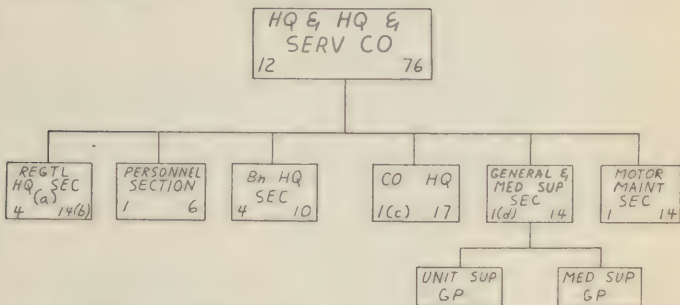 HQ & HQ &
SERV CO
12 76
REGTL
HQ SEC
(a)
4 14(b)
PERSONNEL
SECTION
1 6
Bn HQ
SEC
4 10
CO HQ
1(c) 17
GENERAL &
MED SUP
SEC
1(d) 14
MOTOR
MAINT
SEC
1 14
UNIT SUP
GP
MED SUP
GP